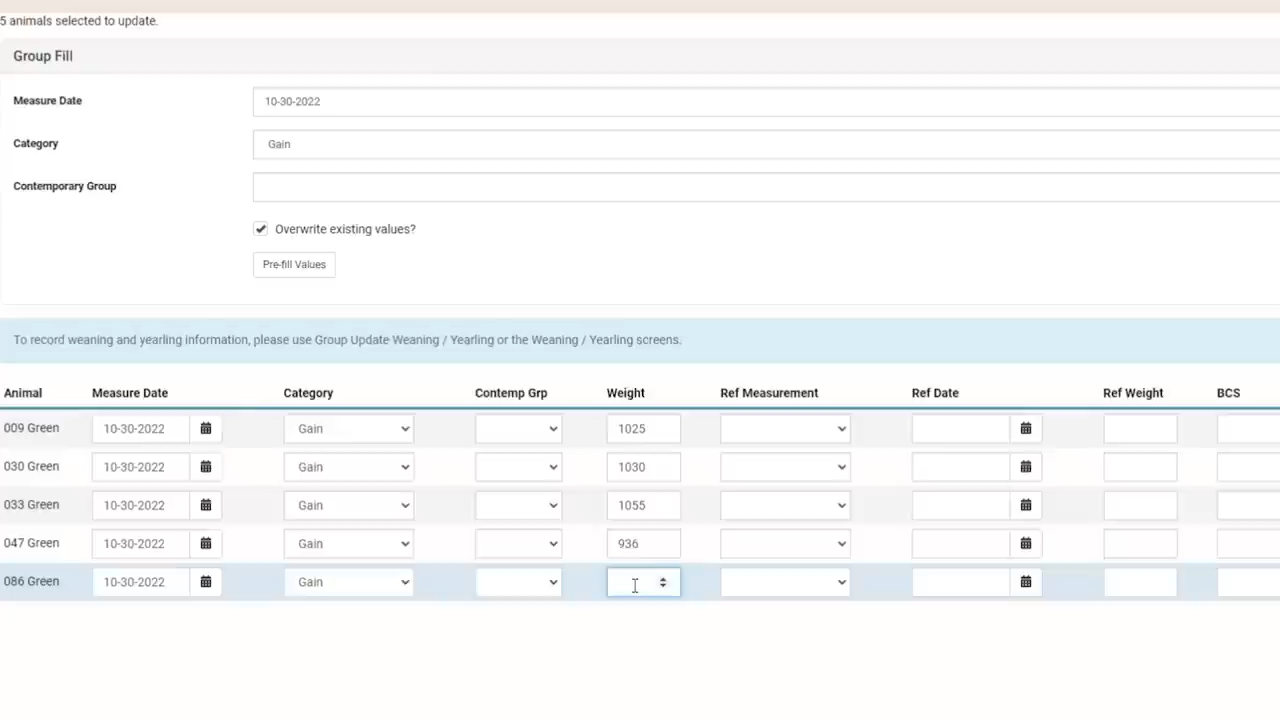 5 animals selected to update.
Group Fill
Measure Date 10-30-2022
Category Gain
Contemporary Group
Overwrite existing values?
Pre-fill Values
To record weaning and yearling information, please use Group Update Weaning / Yearling or the Weaning / Yearling screens.
Animal Measure Date Category Contemp Grp Weight Ref Measurement Ref Date Ref Weight BCS
009 Green 10-30-2022 Gain 1025
030 Green 10-30-2022 Gain 1030
033 Green 10-30-2022 Gain 1055
047 Green 10-30-2022 Gain 936
086 Green 10-30-2022 Gain